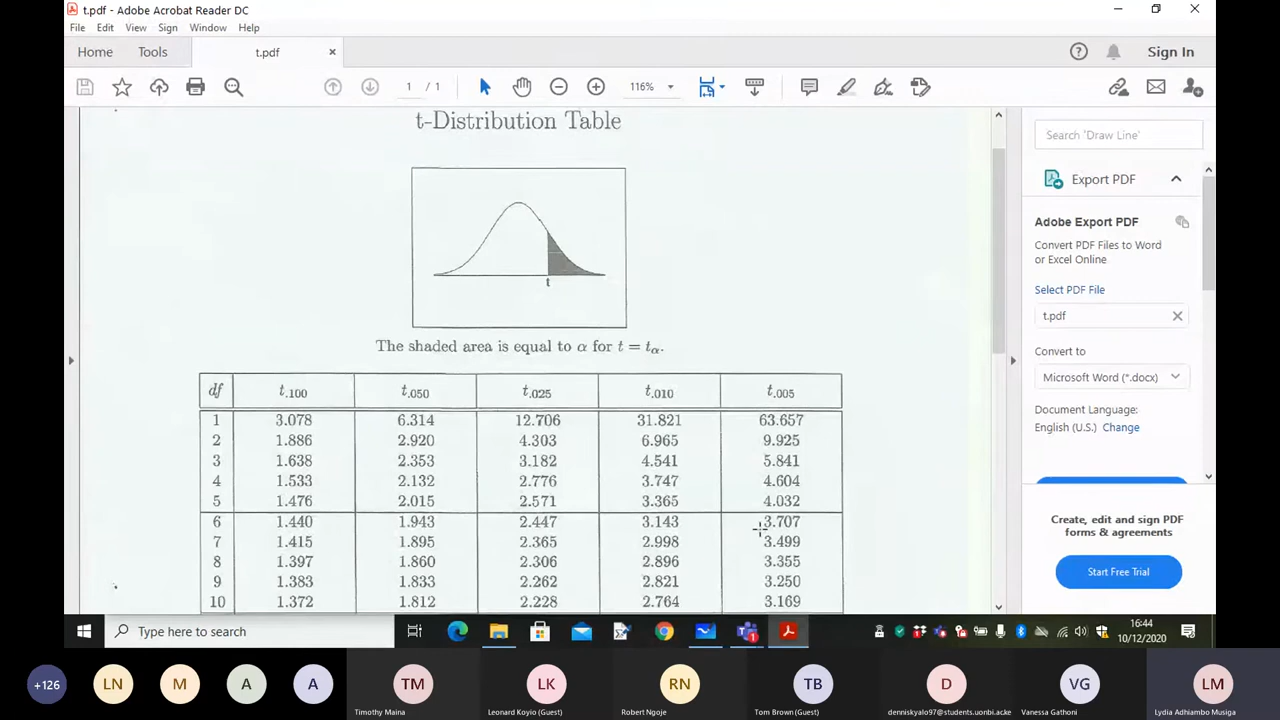 t.pdf - Adobe Acrobat Reader DC
File Edit View Sign Window Help
Home Tools t.pdf × Sign In
1 / 1 116%
t-Distribution Table
t
The shaded area is equal to α for t = tα.
df t.100 t.050 t.025 t.010 t.005
1 3.078 6.314 12.706 31.821 63.657
2 1.886 2.920 4.303 6.965 9.925
3 1.638 2.353 3.182 4.541 5.841
4 1.533 2.132 2.776 3.747 4.604
5 1.476 2.015 2.571 3.365 4.032
6 1.440 1.943 2.447 3.143 3.707
7 1.415 1.895 2.365 2.998 3.499
8 1.397 1.860 2.306 2.896 3.355
9 1.383 1.833 2.262 2.821 3.250
10 1.372 1.812 2.228 2.764 3.169
Search 'Draw Line'
Export PDF
Adobe Export PDF
Convert PDF Files to Word
or Excel Online
Select PDF File
t.pdf
Convert to
Microsoft Word (*.docx)
Document Language:
English (U.S.) Change
Create, edit and sign PDF
forms & agreements
Start Free Trial
Type here to search
1
16:44
10/12/2020
+126 LN M A A TM LK RN TB D VG LM
Timothy Maina Leonard Koyio (Guest) Robert Ngoje Tom Brown (Guest) denniskyalo97@students.uonbi.ac.ke Vanessa Gathoni Lydia Adhiambo Musiga